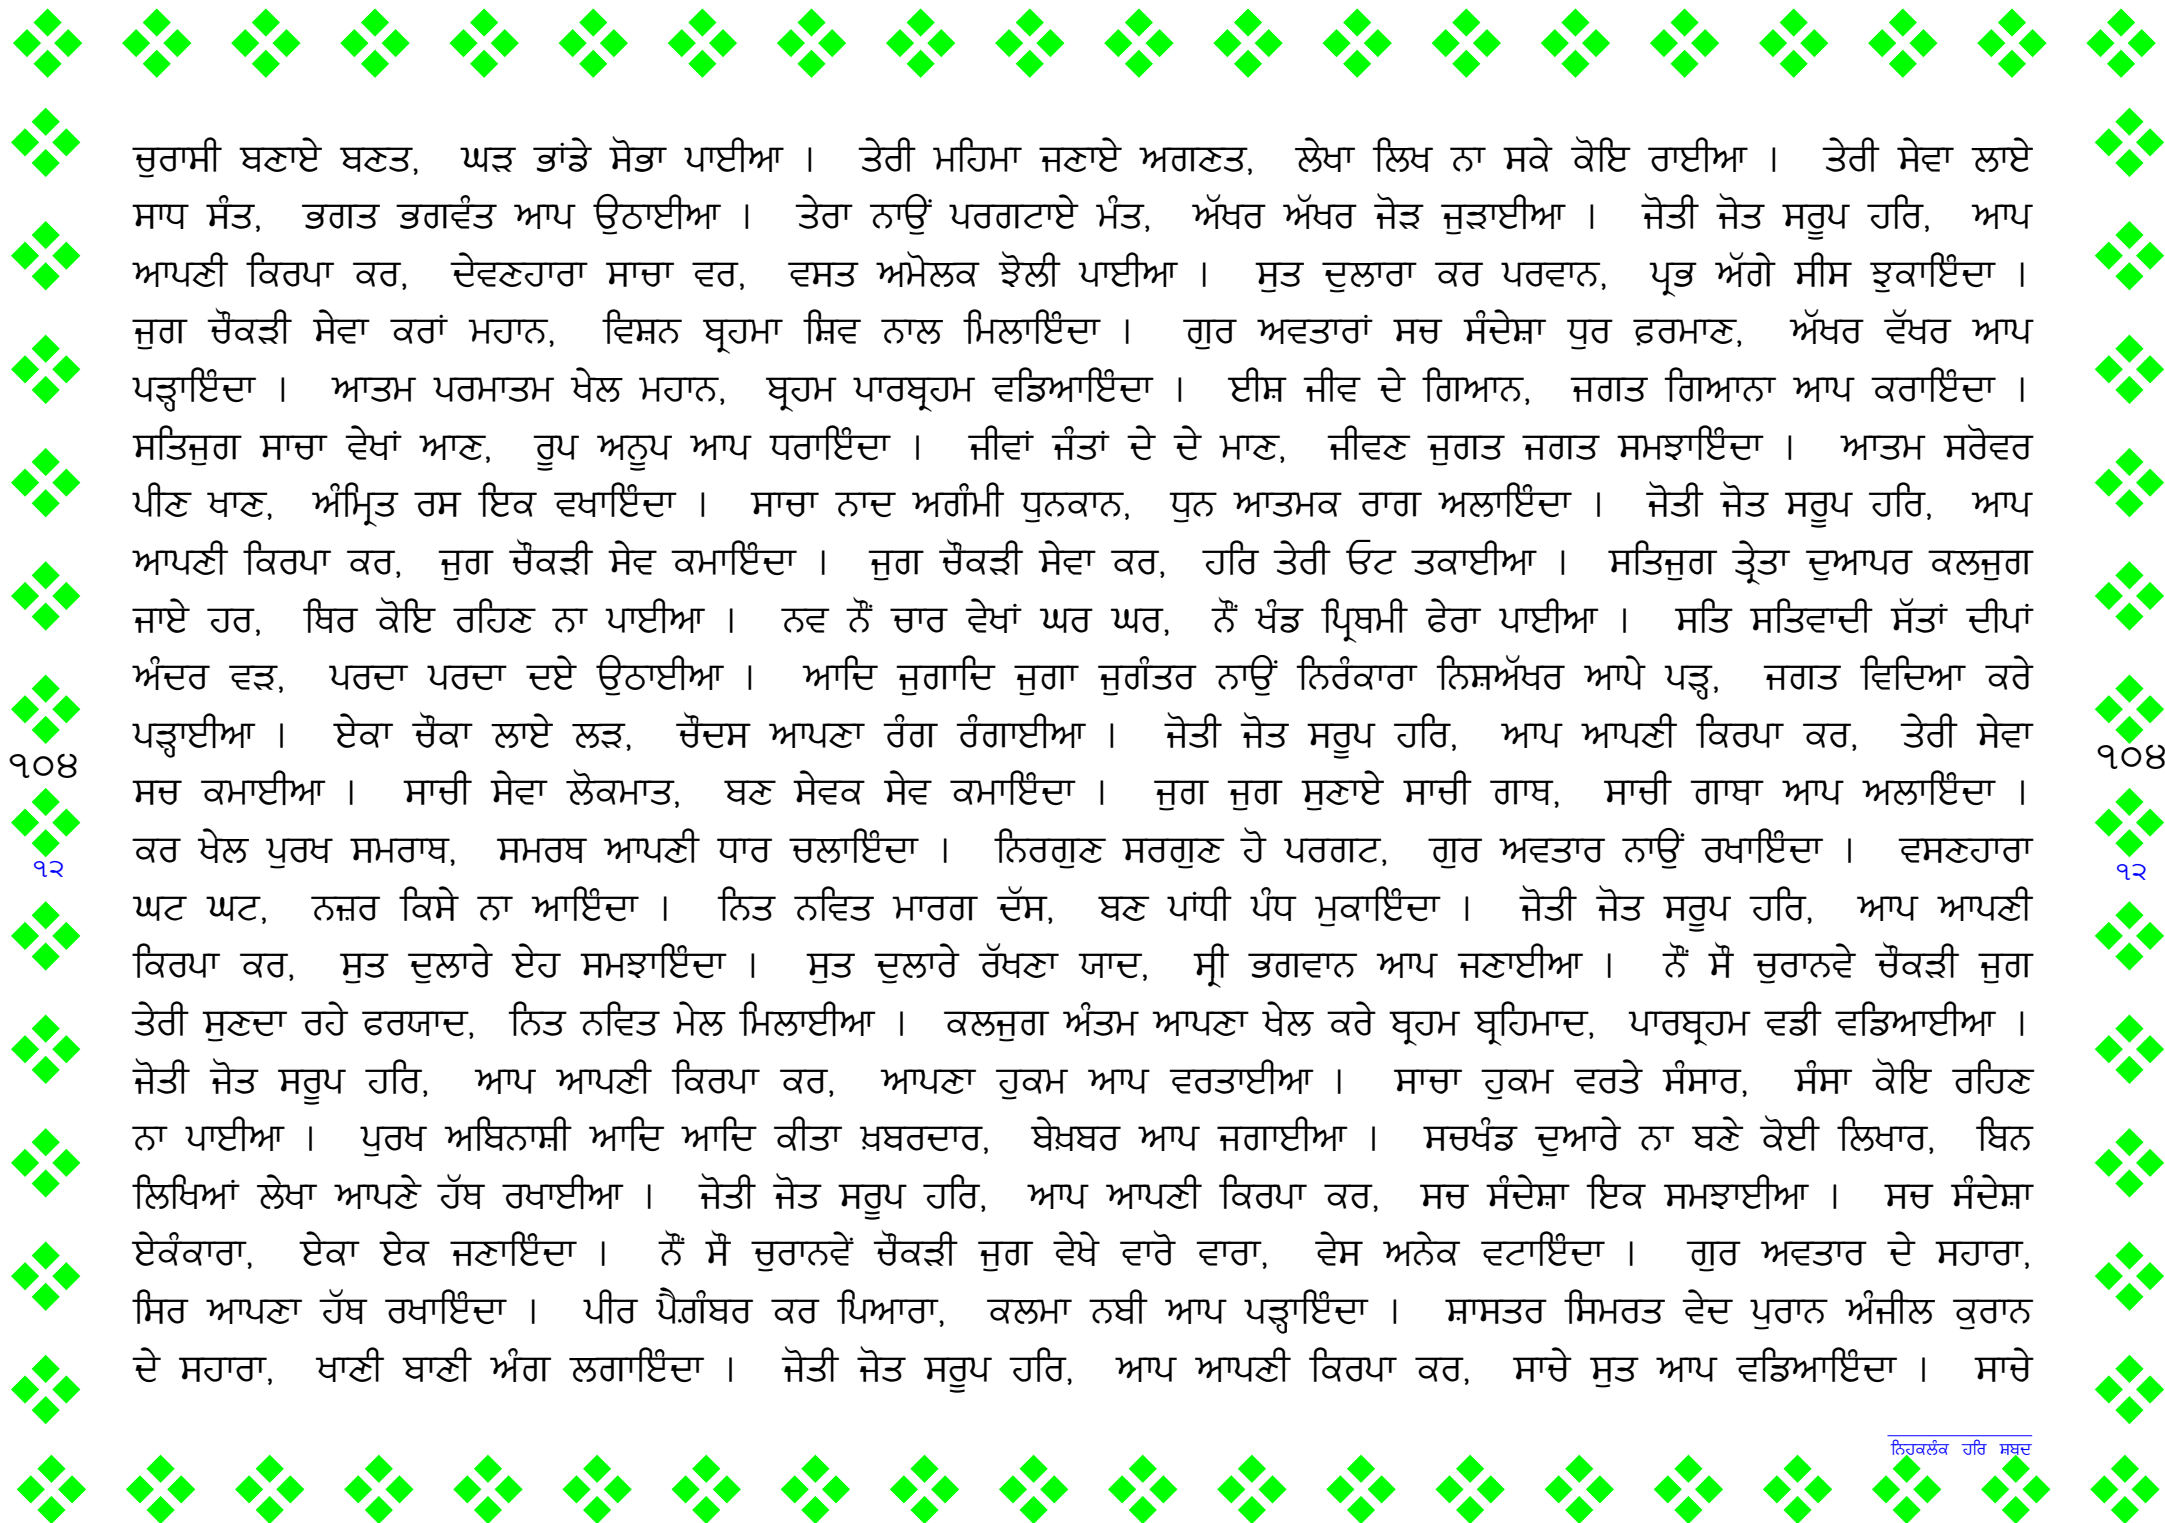 ਚੁਰਾਸੀ ਬਣਾਏ ਬਣਤ, ਘੜ ਭਾਂਡੇ ਸੋਭਾ ਪਾਈਆ । ਤੇਰੀ ਮਹਿਮਾ ਜਣਾਏ ਅਗਣਤ, ਲੇਖਾ ਲਿਖ ਨਾ ਸਕੇ ਕੋਇ ਰਾਈਆ । ਤੇਰੀ ਸੇਵਾ ਲਾਏ
ਸਾਧ ਸੰਤ, ਭਗਤ ਭਗਵੰਤ ਆਪ ਉਠਾਈਆ । ਤੇਰਾ ਨਾਉਂ ਪਰਗਟਾਏ ਮੰਤ, ਅੱਖਰ ਅੱਖਰ ਜੋੜ ਜੁੜਾਈਆ । ਜੋਤੀ ਜੋਤ ਸਰੂਪ ਹਰਿ, ਆਪ
ਆਪਣੀ ਕਿਰਪਾ ਕਰ, ਦੇਵਣਹਾਰਾ ਸਾਚਾ ਵਰ, ਵਸਤ ਅਮੋਲਕ ਝੋਲੀ ਪਾਈਆ । ਸੁਤ ਦੁਲਾਰਾ ਕਰ ਪਰਵਾਨ, ਪ੍ਰਭ ਅੱਗੇ ਸੀਸ ਝੁਕਾਇੰਦਾ ।
ਜੁਗ ਚੌਕੜੀ ਸੇਵਾ ਕਰਾਂ ਮਹਾਨ, ਵਿਸ਼ਨ ਬ੍ਰਹਮਾ ਸ਼ਿਵ ਨਾਲ ਮਿਲਾਇੰਦਾ । ਗੁਰ ਅਵਤਾਰਾਂ ਸਚ ਸੰਦੇਸ਼ਾ ਧੁਰ ਫ਼ਰਮਾਣ, ਅੱਖਰ ਵੱਖਰ ਆਪ
ਪੜ੍ਹਾਇੰਦਾ । ਆਤਮ ਪਰਮਾਤਮ ਖੇਲ ਮਹਾਨ, ਬ੍ਰਹਮ ਪਾਰਬ੍ਰਹਮ ਵਡਿਆਇੰਦਾ । ਈਸ਼ ਜੀਵ ਦੇ ਗਿਆਨ, ਜਗਤ ਗਿਆਨਾ ਆਪ ਕਰਾਇੰਦਾ ।
ਸਤਿਜੁਗ ਸਾਚਾ ਵੇਖਾਂ ਆਣ, ਰੂਪ ਅਨੂਪ ਆਪ ਧਰਾਇੰਦਾ । ਜੀਵਾਂ ਜੰਤਾਂ ਦੇ ਦੇ ਮਾਣ, ਜੀਵਣ ਜੁਗਤ ਜਗਤ ਸਮਝਾਇੰਦਾ । ਆਤਮ ਸਰੋਵਰ
ਪੀਣ ਖਾਣ, ਅੰਮ੍ਰਿਤ ਰਸ ਇਕ ਵਖਾਇੰਦਾ । ਸਾਚਾ ਨਾਦ ਅਗੰਮੀ ਧੁਨਕਾਨ, ਧੁਨ ਆਤਮਕ ਰਾਗ ਅਲਾਇੰਦਾ । ਜੋਤੀ ਜੋਤ ਸਰੂਪ ਹਰਿ, ਆਪ
ਆਪਣੀ ਕਿਰਪਾ ਕਰ, ਜੁਗ ਚੌਕੜੀ ਸੇਵ ਕਮਾਇੰਦਾ । ਜੁਗ ਚੌਕੜੀ ਸੇਵਾ ਕਰ, ਹਰਿ ਤੇਰੀ ਓਟ ਤਕਾਈਆ । ਸਤਿਜੁਗ ਤ੍ਰੇਤਾ ਦੁਆਪਰ ਕਲਜੁਗ
ਜਾਏ ਹਰ, ਥਿਰ ਕੋਇ ਰਹਿਣ ਨਾ ਪਾਈਆ । ਨਵ ਨੌਂ ਚਾਰ ਵੇਖਾਂ ਘਰ ਘਰ, ਨੌਂ ਖੰਡ ਪ੍ਰਿਥਮੀ ਫੇਰਾ ਪਾਈਆ । ਸਤਿ ਸਤਿਵਾਦੀ ਸੱਤਾਂ ਦੀਪਾਂ
ਅੰਦਰ ਵੜ, ਪਰਦਾ ਪਰਦਾ ਦਏ ਉਠਾਈਆ । ਆਦਿ ਜੁਗਾਦਿ ਜੁਗਾ ਜੁਗੰਤਰ ਨਾਉਂ ਨਿਰੰਕਾਰਾ ਨਿਸ਼ਅੱਖਰ ਆਪੇ ਪੜ੍ਹ, ਜਗਤ ਵਿਦਿਆ ਕਰੇ
ਪੜ੍ਹਾਈਆ । ਏਕਾ ਚੌਕਾ ਲਾਏ ਲੜ, ਚੌਦਸ ਆਪਣਾ ਰੰਗ ਰੰਗਾਈਆ । ਜੋਤੀ ਜੋਤ ਸਰੂਪ ਹਰਿ, ਆਪ ਆਪਣੀ ਕਿਰਪਾ ਕਰ, ਤੇਰੀ ਸੇਵਾ
੧੦੪ ੧੦੪
ਸਚ ਕਮਾਈਆ । ਸਾਚੀ ਸੇਵਾ ਲੋਕਮਾਤ, ਬਣ ਸੇਵਕ ਸੇਵ ਕਮਾਇੰਦਾ । ਜੁਗ ਜੁਗ ਸੁਣਾਏ ਸਾਚੀ ਗਾਥ, ਸਾਚੀ ਗਾਥਾ ਆਪ ਅਲਾਇੰਦਾ ।
ਕਰ ਖੇਲ ਪੁਰਖ ਸਮਰਾਥ, ਸਮਰਥ ਆਪਣੀ ਧਾਰ ਚਲਾਇੰਦਾ । ਨਿਰਗੁਣ ਸਰਗੁਣ ਹੋ ਪਰਗਟ, ਗੁਰ ਅਵਤਾਰ ਨਾਉਂ ਰਖਾਇੰਦਾ । ਵਸਣਹਾਰਾ
੧੨ ੧੨
ਘਟ ਘਟ, ਨਜ਼ਰ ਕਿਸੇ ਨਾ ਆਇੰਦਾ । ਨਿਤ ਨਵਿਤ ਮਾਰਗ ਦੱਸ, ਬਣ ਪਾਂਧੀ ਪੰਧ ਮੁਕਾਇੰਦਾ । ਜੋਤੀ ਜੋਤ ਸਰੂਪ ਹਰਿ, ਆਪ ਆਪਣੀ
ਕਿਰਪਾ ਕਰ, ਸੁਤ ਦੁਲਾਰੇ ਏਹ ਸਮਝਾਇੰਦਾ । ਸੁਤ ਦੁਲਾਰੇ ਰੱਖਣਾ ਯਾਦ, ਸ੍ਰੀ ਭਗਵਾਨ ਆਪ ਜਣਾਈਆ । ਨੌਂ ਸੌ ਚੁਰਾਨਵੇ ਚੌਕੜੀ ਜੁਗ
ਤੇਰੀ ਸੁਣਦਾ ਰਹੇ ਫਰਯਾਦ, ਨਿਤ ਨਵਿਤ ਮੇਲ ਮਿਲਾਈਆ । ਕਲਜੁਗ ਅੰਤਮ ਆਪਣਾ ਖੇਲ ਕਰੇ ਬ੍ਰਹਮ ਬ੍ਰਹਿਮਾਦ, ਪਾਰਬ੍ਰਹਮ ਵਡੀ ਵਡਿਆਈਆ ।
ਜੋਤੀ ਜੋਤ ਸਰੂਪ ਹਰਿ, ਆਪ ਆਪਣੀ ਕਿਰਪਾ ਕਰ, ਆਪਣਾ ਹੁਕਮ ਆਪ ਵਰਤਾਈਆ । ਸਾਚਾ ਹੁਕਮ ਵਰਤੇ ਸੰਸਾਰ, ਸੰਸਾ ਕੋਇ ਰਹਿਣ
ਨਾ ਪਾਈਆ । ਪੁਰਖ ਅਬਿਨਾਸ਼ੀ ਆਦਿ ਆਦਿ ਕੀਤਾ ਖ਼ਬਰਦਾਰ, ਬੇਖ਼ਬਰ ਆਪ ਜਗਾਈਆ । ਸਚਖੰਡ ਦੁਆਰੇ ਨਾ ਬਣੇ ਕੋਈ ਲਿਖਾਰ, ਬਿਨ
ਲਿਖਿਆਂ ਲੇਖਾ ਆਪਣੇ ਹੱਥ ਰਖਾਈਆ । ਜੋਤੀ ਜੋਤ ਸਰੂਪ ਹਰਿ, ਆਪ ਆਪਣੀ ਕਿਰਪਾ ਕਰ, ਸਚ ਸੰਦੇਸ਼ਾ ਇਕ ਸਮਝਾਈਆ । ਸਚ ਸੰਦੇਸ਼ਾ
ਏਕੰਕਾਰਾ, ਏਕਾ ਏਕ ਜਣਾਇੰਦਾ । ਨੌਂ ਸੌ ਚੁਰਾਨਵੇਂ ਚੌਕੜੀ ਜੁਗ ਵੇਖੇ ਵਾਰੋ ਵਾਰਾ, ਵੇਸ ਅਨੇਕ ਵਟਾਇੰਦਾ । ਗੁਰ ਅਵਤਾਰ ਦੇ ਸਹਾਰਾ,
ਸਿਰ ਆਪਣਾ ਹੱਥ ਰਖਾਇੰਦਾ । ਪੀਰ ਪੈਗ਼ੰਬਰ ਕਰ ਪਿਆਰਾ, ਕਲਮਾ ਨਬੀ ਆਪ ਪੜ੍ਹਾਇੰਦਾ । ਸ਼ਾਸਤਰ ਸਿਮਰਤ ਵੇਦ ਪੁਰਾਨ ਅੰਜੀਲ ਕੁਰਾਨ
ਦੇ ਸਹਾਰਾ, ਖਾਣੀ ਬਾਣੀ ਅੰਗ ਲਗਾਇੰਦਾ । ਜੋਤੀ ਜੋਤ ਸਰੂਪ ਹਰਿ, ਆਪ ਆਪਣੀ ਕਿਰਪਾ ਕਰ, ਸਾਚੇ ਸੁਤ ਆਪ ਵਡਿਆਇੰਦਾ । ਸਾਚੇ
ਨਿਹਕਲੰਕ ਹਰਿ ਸ਼ਬਦ